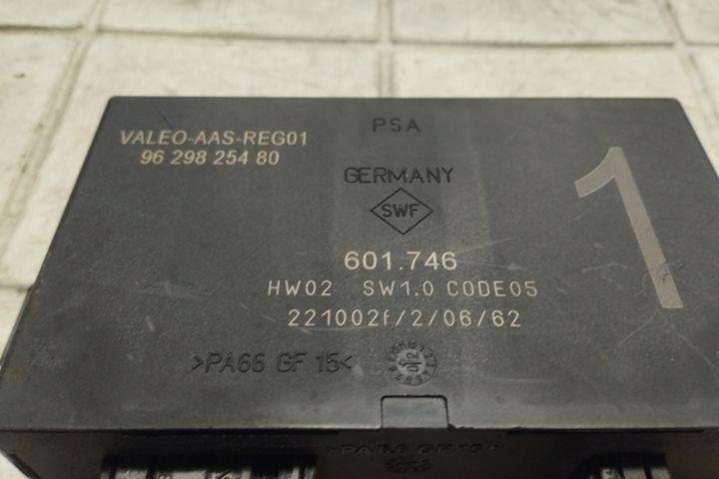 VALEO-AAS-REG01
96 298 254 80
PSA
GERMANY
SWF
1
601.746
HW02 SW1.0 CODE05
221002f/2/06/62
>PA66 GF 15<